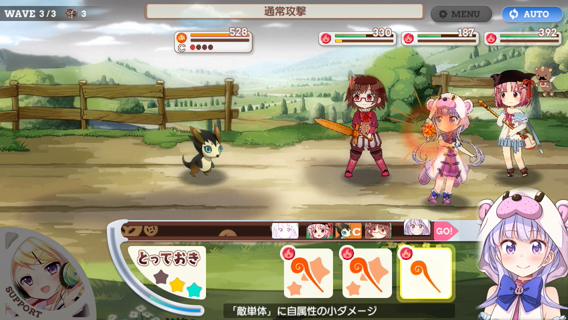 WAVE 3/3 3
通常攻撃
MENU
AUTO
528
C
330
187
392
C
GO!
とっておき
SUPPORT
「敵単体」に自属性の小ダメージ